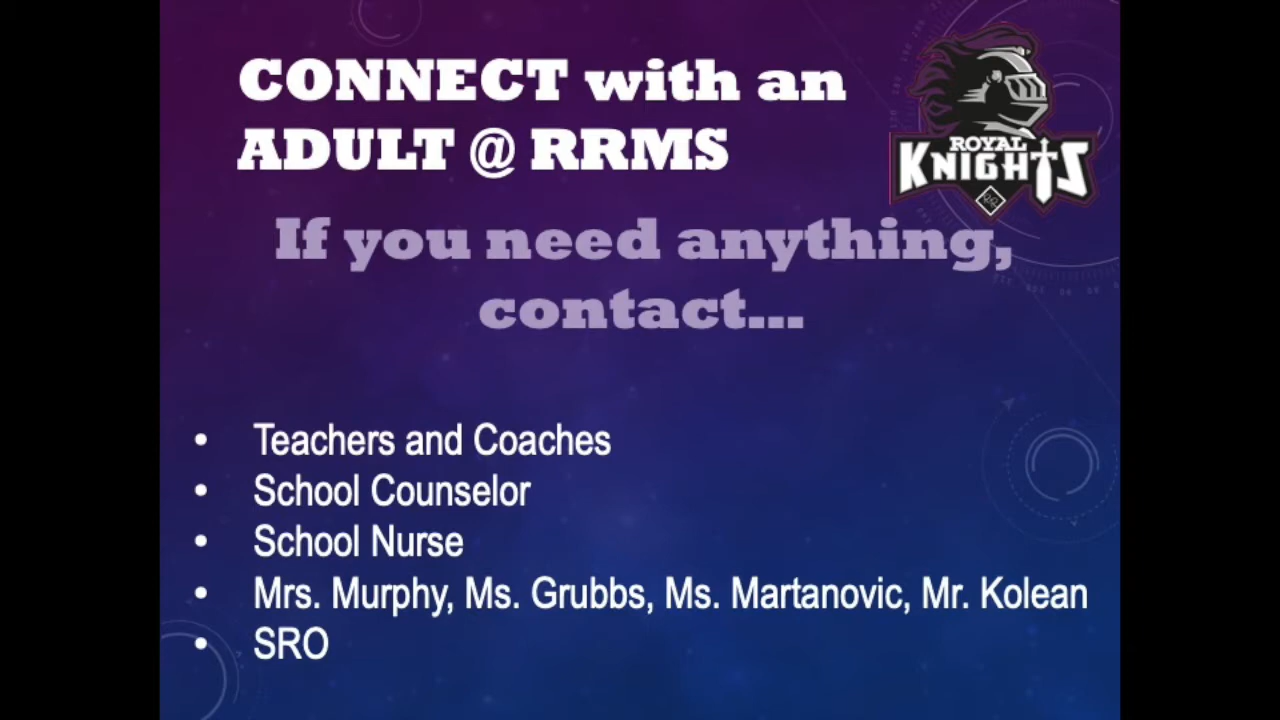 CONNECT with an
ADULT @ RRMS
ROYAL
KNIGHTS
If you need anything,
contact...
• Teachers and Coaches
• School Counselor
• School Nurse
• Mrs. Murphy, Ms. Grubbs, Ms. Martanovic, Mr. Kolean
• SRO